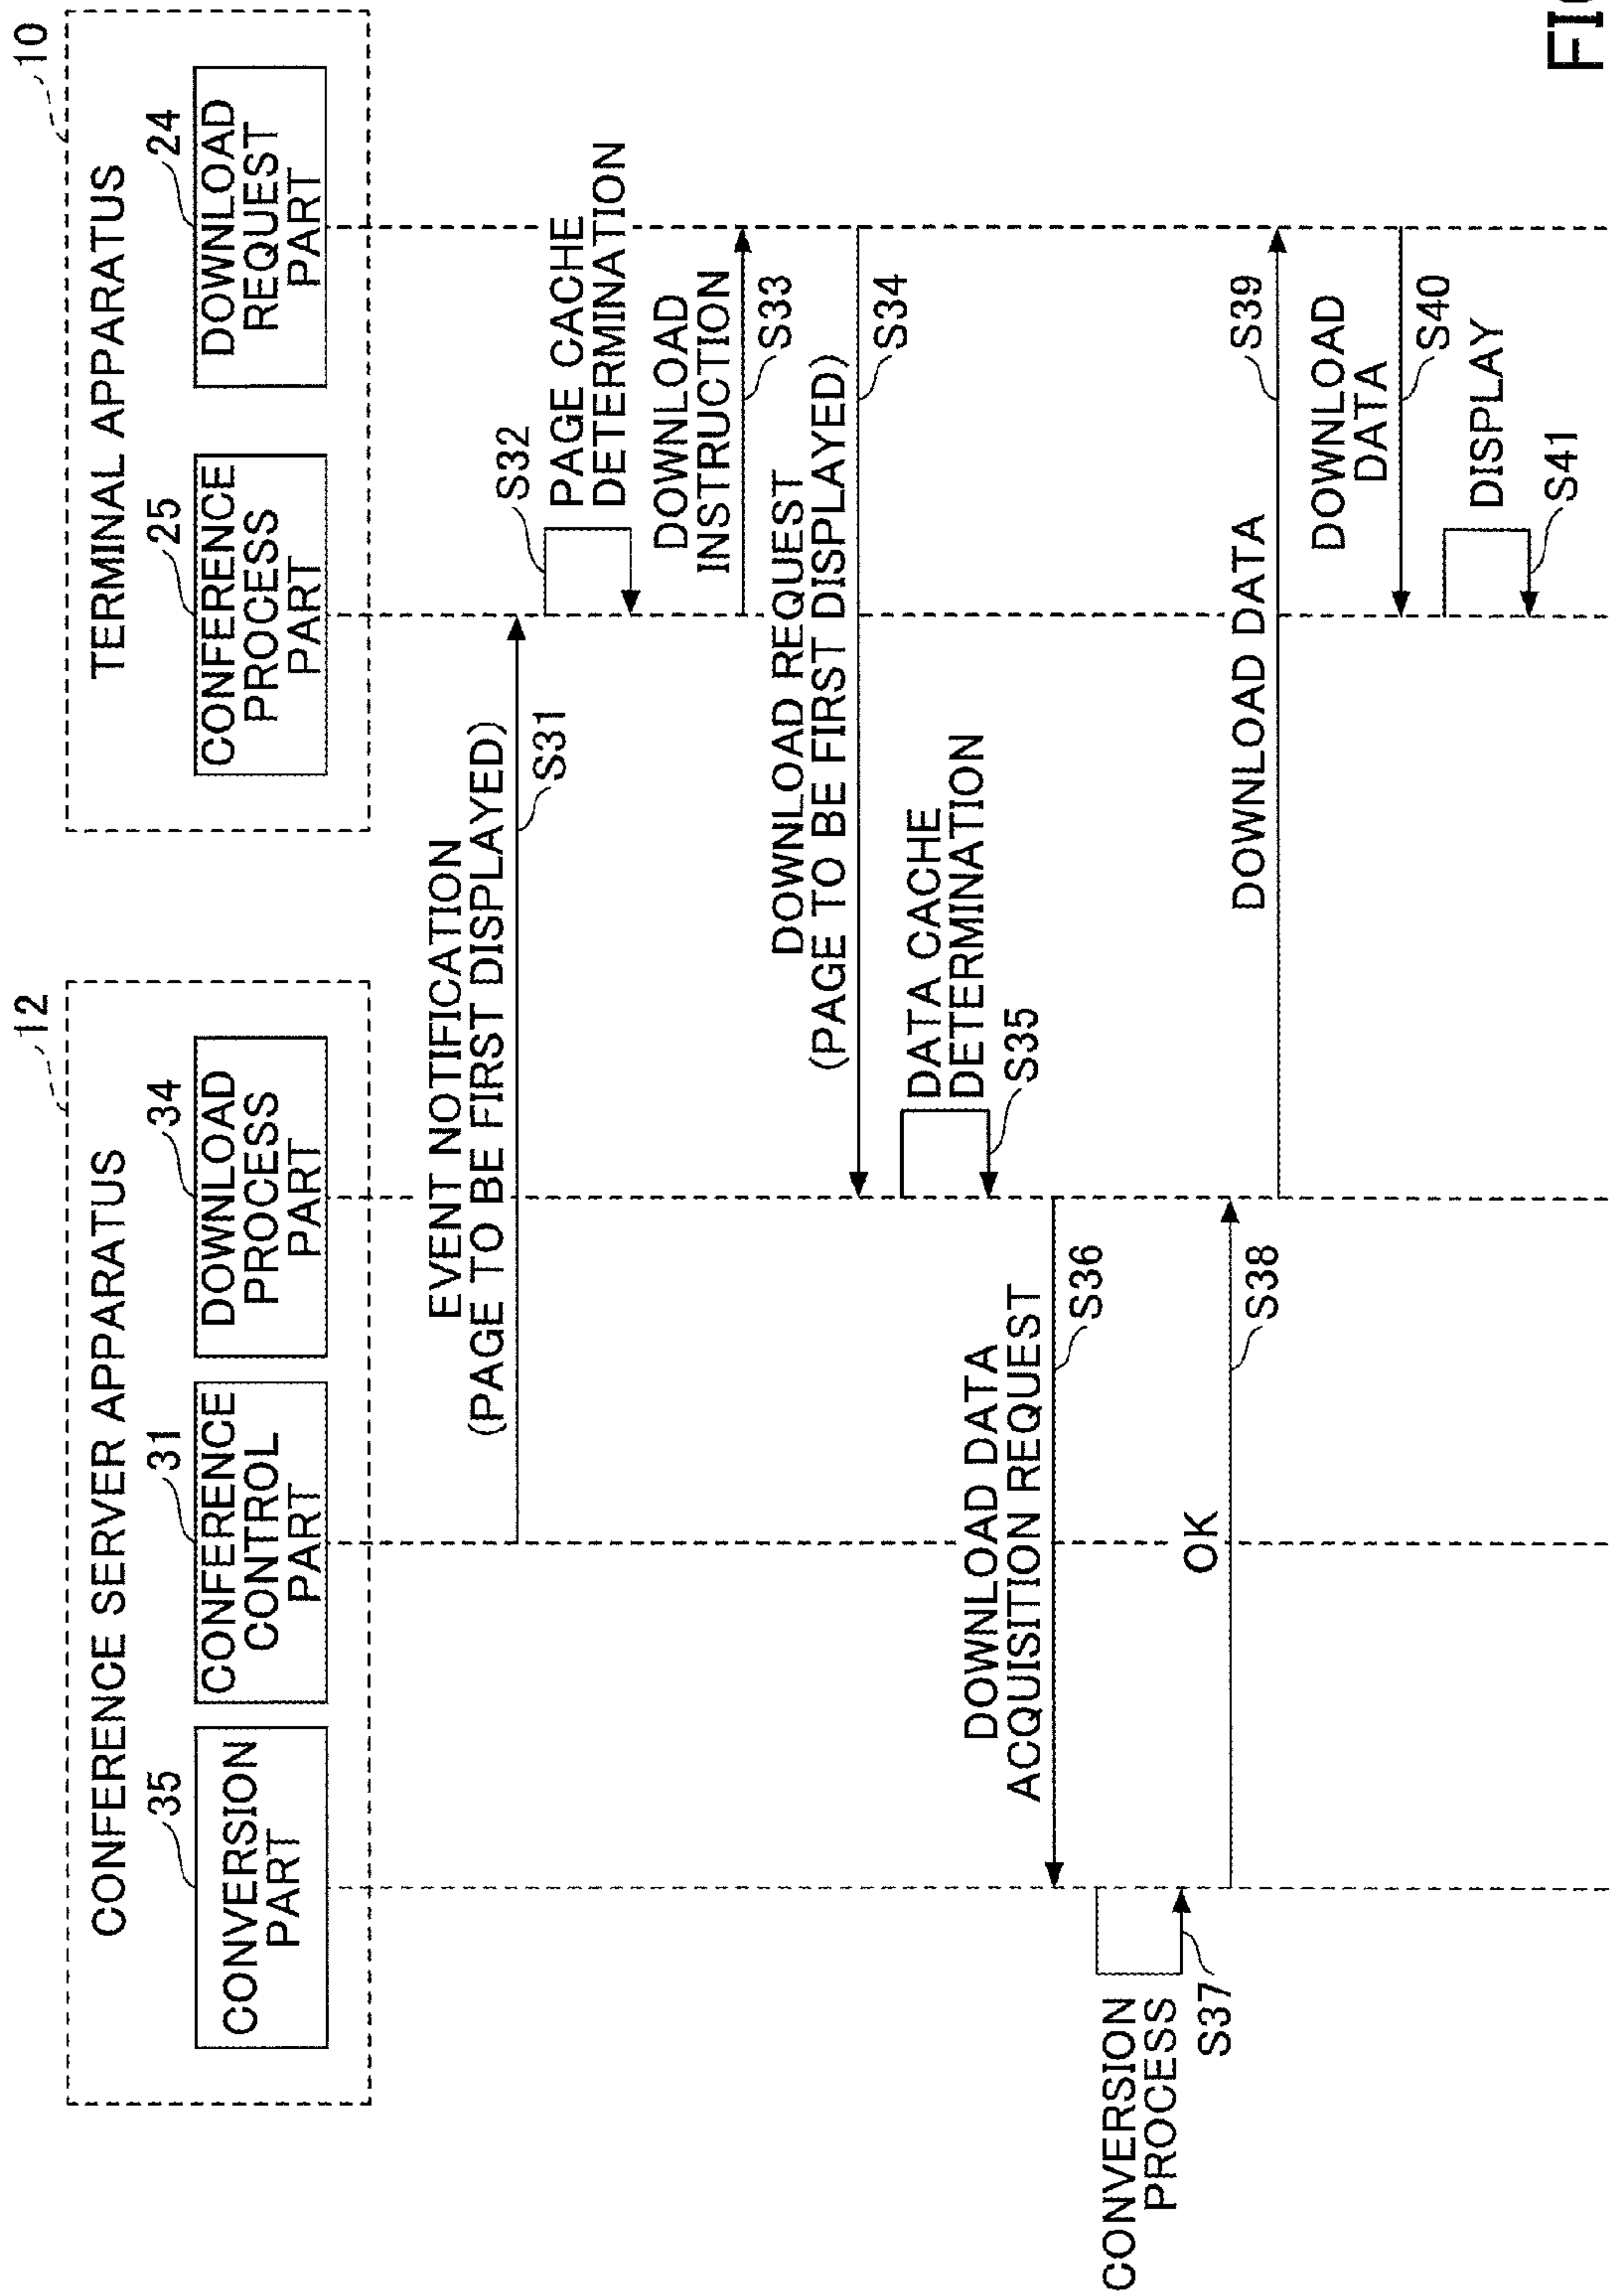 12
CONFERENCE SERVER APPARATUS
35
CONVERSION
PART
31
CONFERENCE
CONTROL
PART
34
DOWNLOAD
PROCESS
PART
10
TERMINAL APPARATUS
25
CONFERENCE
PROCESS
PART
24
DOWNLOAD
REQUEST
PART
EVENT NOTIFICATION
(PAGE TO BE FIRST DISPLAYED)
S31
S32
PAGE CACHE
DETERMINATION
DOWNLOAD
INSTRUCTION
S33
DOWNLOAD REQUEST
(PAGE TO BE FIRST DISPLAYED)
S34
DATA CACHE
DETERMINATION
S35
DOWNLOAD DATA
ACQUISITION REQUEST
S36
CONVERSION
PROCESS
S37
OK
S38
DOWNLOAD DATA
S39
DOWNLOAD
DATA
S40
DISPLAY
S41